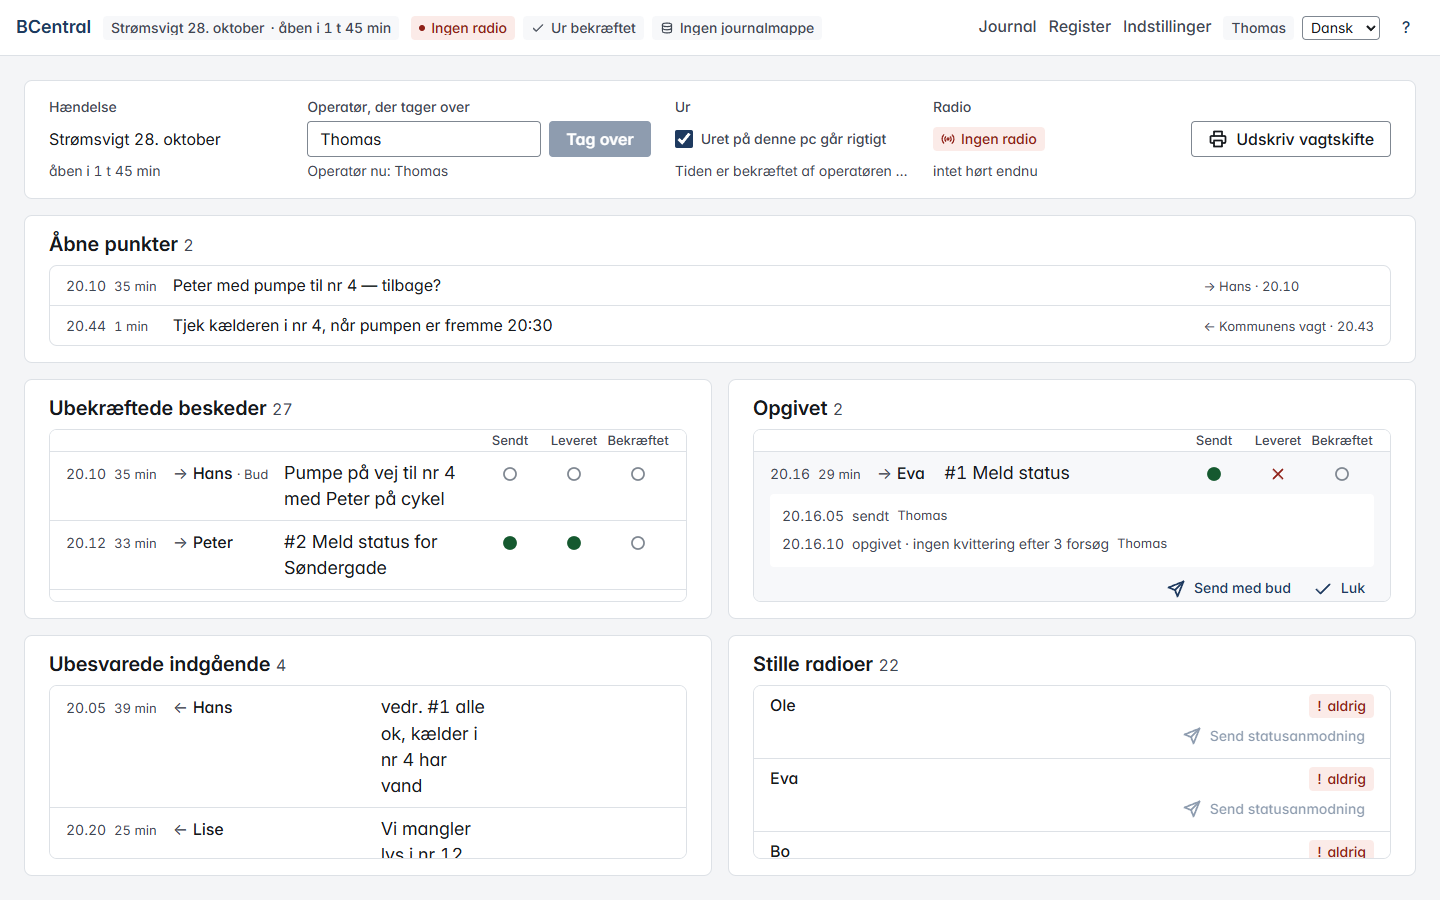 BCentral Strømsvigt 28. oktober · åben i 1 t 45 min Ingen radio Ur bekræftet Ingen journalmappe Journal Register Indstillinger Thomas Dansk ?
Hændelse Operatør, der tager over Ur Radio
Strømsvigt 28. oktober Thomas Tag over Uret på denne pc går rigtigt Ingen radio Udskriv vagtskifte
åben i 1 t 45 min Operatør nu: Thomas Tiden er bekræftet af operatøren ... intet hørt endnu
Åbne punkter 2
20.10 35 min Peter med pumpe til nr 4 — tilbage? → Hans · 20.10
20.44 1 min Tjek kælderen i nr 4, når pumpen er fremme 20:30 ← Kommunens vagt · 20.43
Ubekræftede beskeder 27
Sendt Leveret Bekræftet
20.10 35 min → Hans · Bud Pumpe på vej til nr 4
med Peter på cykel
20.12 33 min → Peter #2 Meld status for
Søndergade
Opgivet 2
Sendt Leveret Bekræftet
20.16 29 min → Eva #1 Meld status
20.16.05 sendt Thomas
20.16.10 opgivet · ingen kvittering efter 3 forsøg Thomas
Send med bud Luk
Ubesvarede indgående 4
20.05 39 min ← Hans vedr. #1 alle
ok, kælder i
nr 4 har
vand
20.20 25 min ← Lise Vi mangler
lys i nr 12
Stille radioer 22
Ole ! aldrig
Send statusanmodning
Eva ! aldrig
Send statusanmodning
Bo ! aldrig